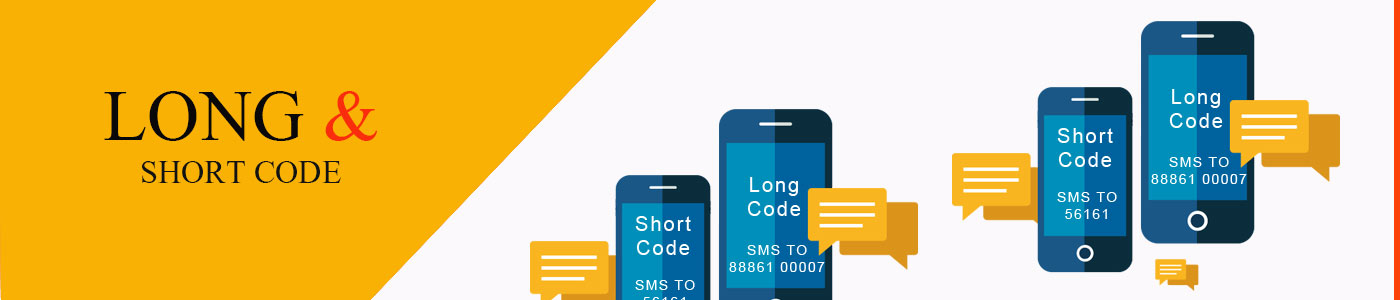 LONG &
SHORT CODE
Short
Code
SMS TO
56161
Long
Code
SMS TO
88861 00007
Short
Code
SMS TO
56161
Long
Code
SMS TO
88861 00007